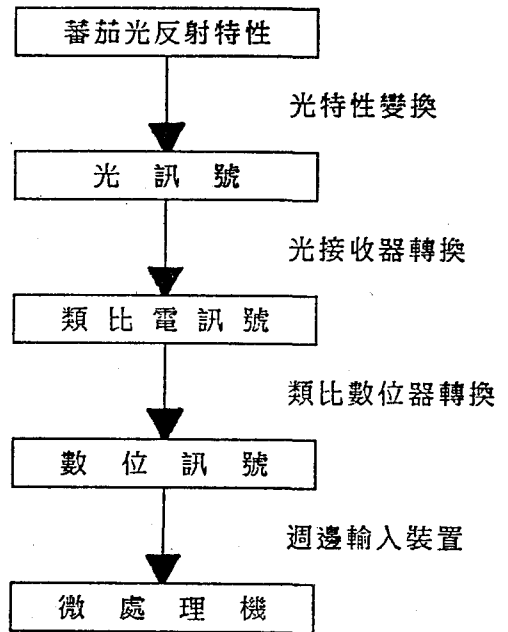 蕃茄光反射特性
光特性變換
光訊號
光接收器轉換
類比電訊號
類比數位器轉換
數位訊號
週邊輸入裝置
微處理機